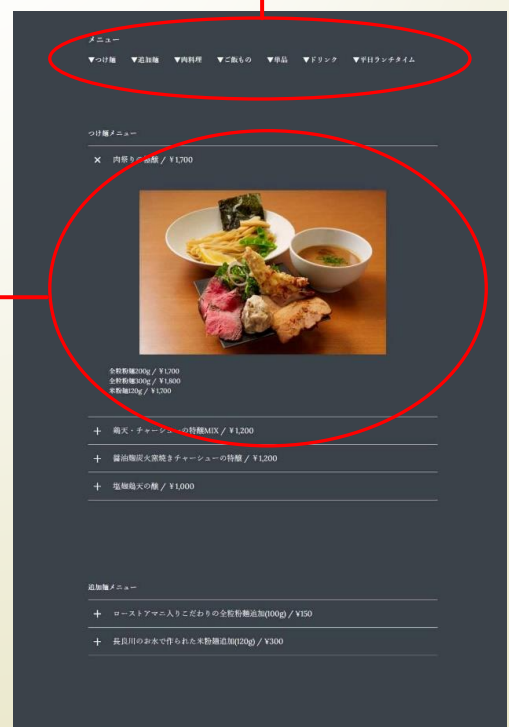 メニュー
▼つけ麺 ▼追加麺 ▼肉料理 ▼ご飯もの ▼単品 ▼ドリンク ▼平日ランチタイム
つけ麺メニュー
× 肉祭りの特醸 / ¥1,700
全粒粉麺200g / ¥1,700
全粒粉麺300g / ¥1,800
米粉麺120g / ¥1,700
+ 鶏天・チャーシューの特醸MIX / ¥1,200
+ 醤油麹炭火窯焼きチャーシューの特醸 / ¥1,200
+ 塩麹鶏天の醸 / ¥1,000
追加麺メニュー
+ ローストアマニ入りこだわりの全粒粉麺追加(100g) / ¥150
+ 長良川のお水で作られた米粉麺追加(120g) / ¥300